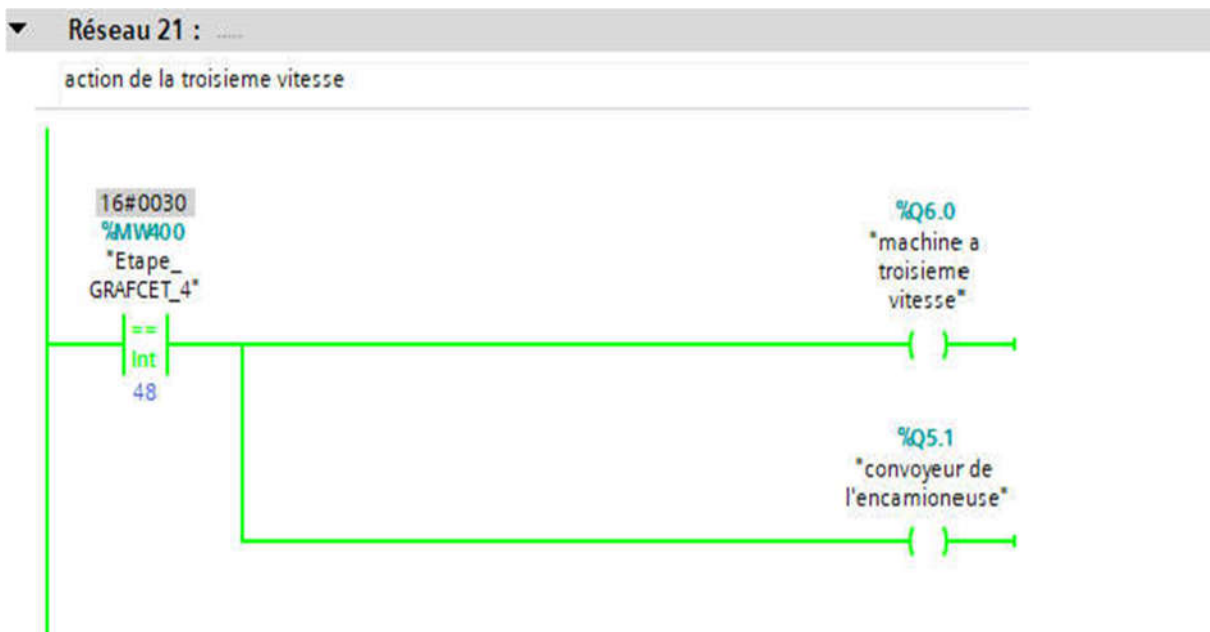 Réseau 21 : .....
action de la troisieme vitesse
16#0030
%MW400
"Etape_
GRAFCET_4"
==
Int
48
%Q6.0
"machine a
troisieme
vitesse"
%Q5.1
"convoyeur de
l'encamioneuse"